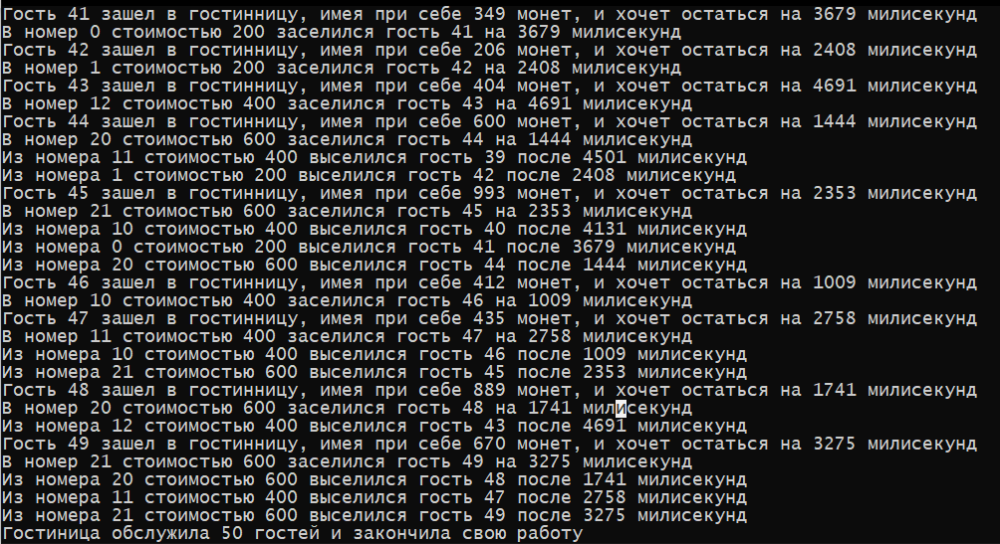 Гость 41 зашел в гостинницу, имея при себе 349 монет, и хочет остаться на 3679 милисекунд
В номер 0 стоимостью 200 заселился гость 41 на 3679 милисекунд
Гость 42 зашел в гостинницу, имея при себе 206 монет, и хочет остаться на 2408 милисекунд
В номер 1 стоимостью 200 заселился гость 42 на 2408 милисекунд
Гость 43 зашел в гостинницу, имея при себе 404 монет, и хочет остаться на 4691 милисекунд
В номер 12 стоимостью 400 заселился гость 43 на 4691 милисекунд
Гость 44 зашел в гостинницу, имея при себе 600 монет, и хочет остаться на 1444 милисекунд
В номер 20 стоимостью 600 заселился гость 44 на 1444 милисекунд
Из номера 11 стоимостью 400 выселился гость 39 после 4501 милисекунд
Из номера 1 стоимостью 200 выселился гость 42 после 2408 милисекунд
Гость 45 зашел в гостинницу, имея при себе 993 монет, и хочет остаться на 2353 милисекунд
В номер 21 стоимостью 600 заселился гость 45 на 2353 милисекунд
Из номера 10 стоимостью 400 выселился гость 40 после 4131 милисекунд
Из номера 0 стоимостью 200 выселился гость 41 после 3679 милисекунд
Из номера 20 стоимостью 600 выселился гость 44 после 1444 милисекунд
Гость 46 зашел в гостинницу, имея при себе 412 монет, и хочет остаться на 1009 милисекунд
В номер 10 стоимостью 400 заселился гость 46 на 1009 милисекунд
Гость 47 зашел в гостинницу, имея при себе 435 монет, и хочет остаться на 2758 милисекунд
В номер 11 стоимостью 400 заселился гость 47 на 2758 милисекунд
Из номера 10 стоимостью 400 выселился гость 46 после 1009 милисекунд
Из номера 21 стоимостью 600 выселился гость 45 после 2353 милисекунд
Гость 48 зашел в гостинницу, имея при себе 889 монет, и хочет остаться на 1741 милисекунд
В номер 20 стоимостью 600 заселился гость 48 на 1741 милисекунд
Из номера 12 стоимостью 400 выселился гость 43 после 4691 милисекунд
Гость 49 зашел в гостинницу, имея при себе 670 монет, и хочет остаться на 3275 милисекунд
В номер 21 стоимостью 600 заселился гость 49 на 3275 милисекунд
Из номера 20 стоимостью 600 выселился гость 48 после 1741 милисекунд
Из номера 11 стоимостью 400 выселился гость 47 после 2758 милисекунд
Из номера 21 стоимостью 600 выселился гость 49 после 3275 милисекунд
Гостиница обслужила 50 гостей и закончила свою работу